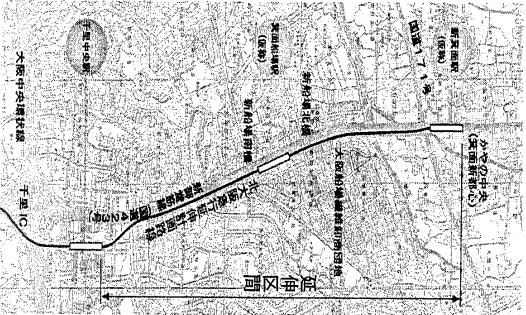 新箕面駅
(仮称)
国道171号
かやの中央
(箕面新都心)
箕面船場駅
(仮称)
新船場北橋
大阪船場繊維卸商団地
新船場南橋
北大阪急行延伸計画路線
新御堂筋線(国道423号)
千里中央駅
大阪中央環状線
千里IC
延伸区間